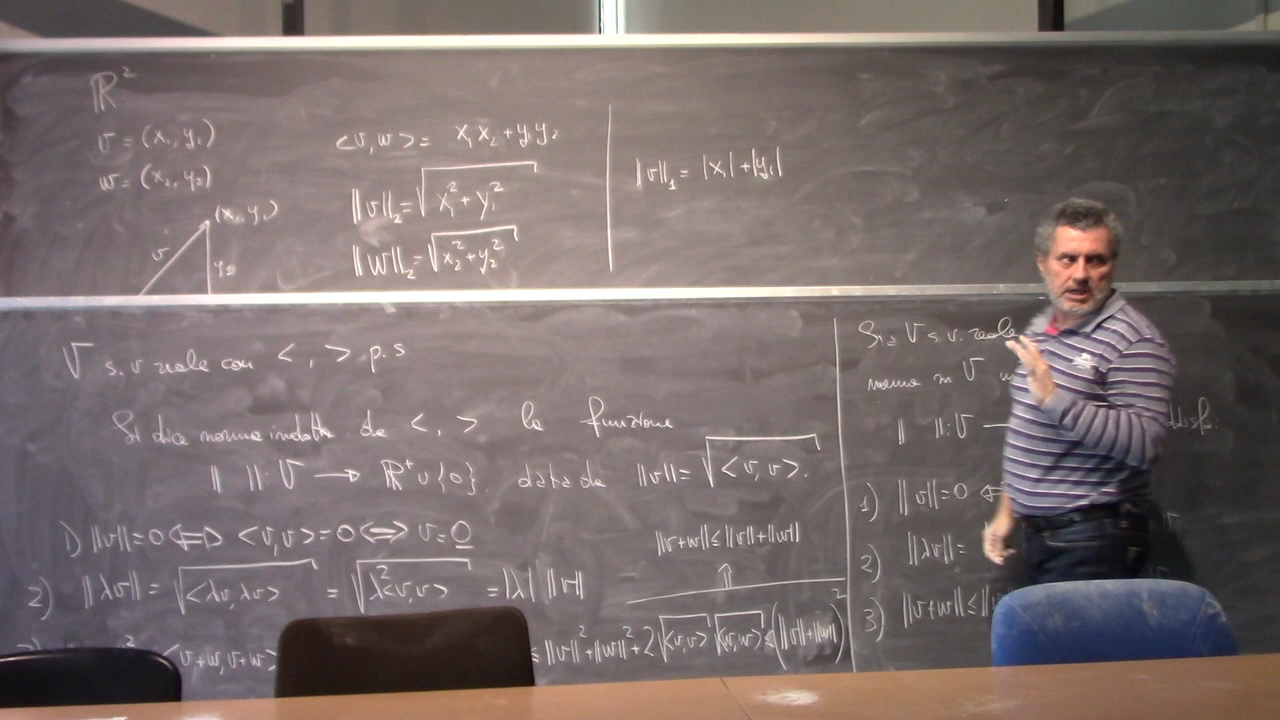 ℝ²
v = (x₁, y₁)
w = (x₂, y₂)
(x₁, y₁)
v
<v,w> = x₁x₂ + y₁y₂
||v||₂ = √(x₁² + y₁²)
||w||₂ = √(x₂² + y₂²)
||v||₁ = |x₁| + |y₁|
V s.v reale con < , > p.s
Si dice norma indotta da < , > la funzione
|| ||: V → ℝ⁺ ∪ {0} data da ||v|| = √<v,v>.
1) ||v|| = 0 ⇔ <v,v> = 0 ⇔ v = 0
2) ||λv|| = √<λv, λv> = √λ²<v,v> = |λ| ||v||
||v+w|| ≤ ||v|| + ||w||
⇑
<v+w, v+w>
≤ ||v||² + ||w||² + 2√<v,v> √<w,w> ≤ (||v|| + ||w||)²
Sia V s.v. reale
norma in V
|| ||: V →
1) ||v|| = 0 ⇔
2) ||λv|| =
3) ||v+w|| ≤ ||v